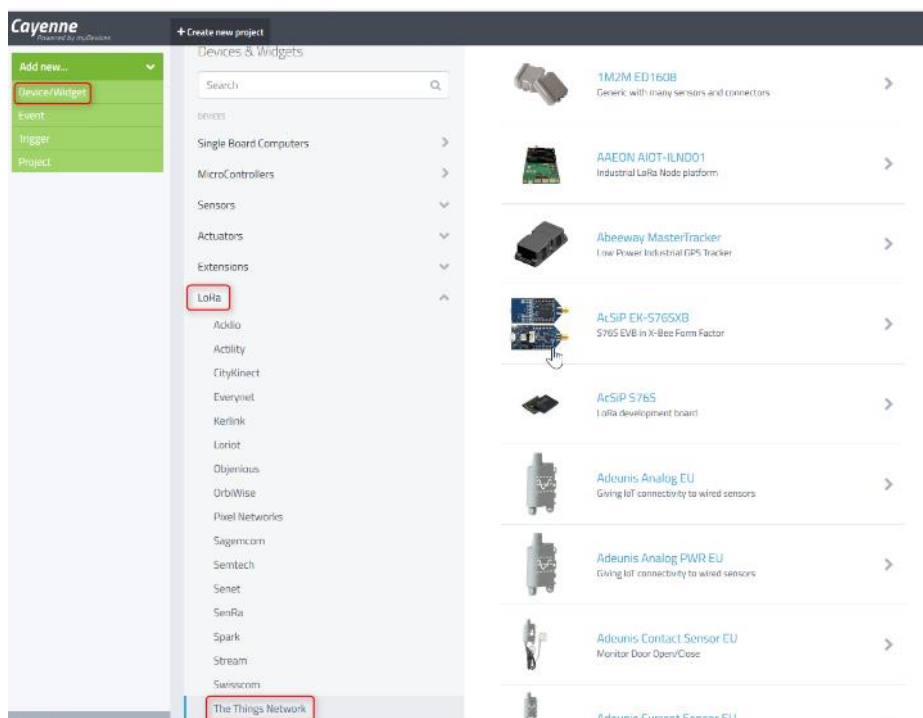 Cayenne
Powered by myDevices
+ Create new project
Add new...
Device/Widget
Event
Trigger
Project
Devices & Widgets
Search
DEVICES
Single Board Computers
MicroControllers
Sensors
Actuators
Extensions
LoRa
Acklio
Actility
CityKinect
Everynet
Kerlink
Loriot
Objenious
OrbiWise
Pixel Networks
Sagemcom
Semtech
Senet
SenRa
Spark
Stream
Swisscom
The Things Network
1M2M ED1608
Generic with many sensors and connectors
AAEON AIOT-ILND01
Industrial LoRa Node platform
Abeeway MasterTracker
Low Power Industrial GPS Tracker
AcSiP EK-S76SXB
S76S EVB in X-Bee Form Factor
AcSiP S76S
LoRa development board
Adeunis Analog EU
Giving IoT connectivity to wired sensors
Adeunis Analog PWR EU
Giving IoT connectivity to wired sensors
Adeunis Contact Sensor EU
Monitor Door Open/Close
Adeunis Current Sensor EU